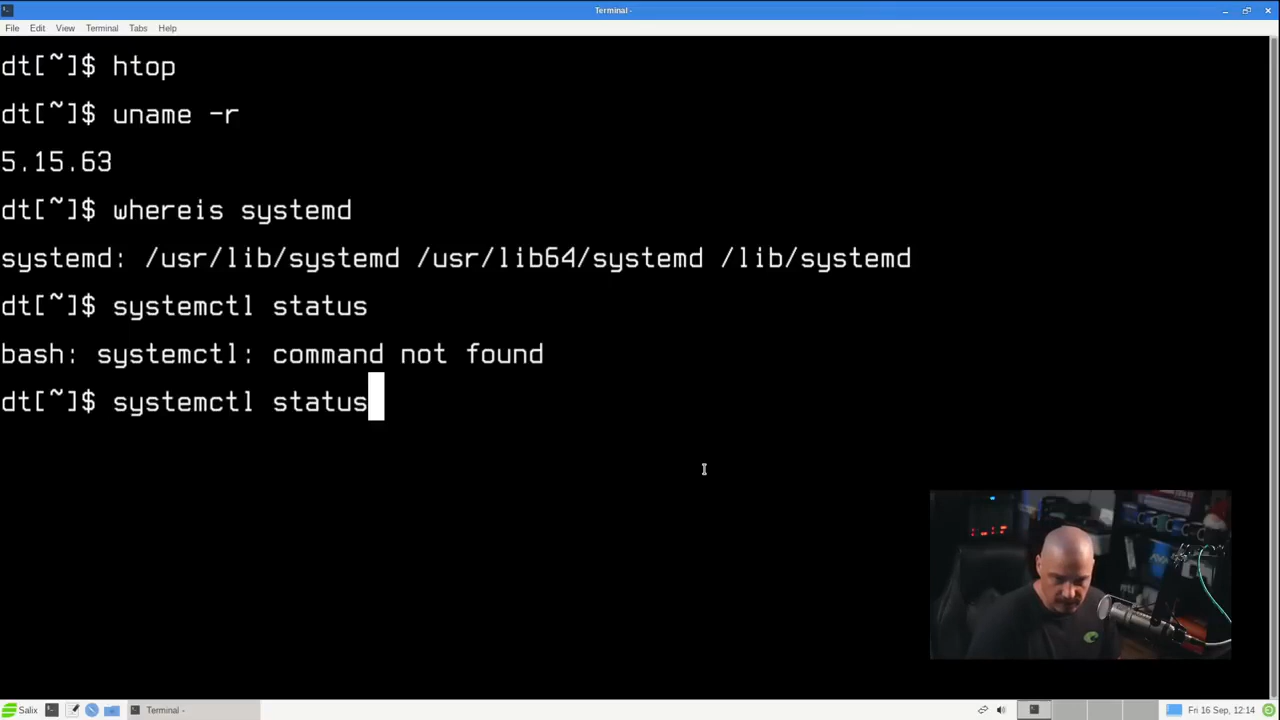 Terminal -
File Edit View Terminal Tabs Help
dt[~]$ htop
dt[~]$ uname -r
5.15.63
dt[~]$ whereis systemd
systemd: /usr/lib/systemd /usr/lib64/systemd /lib/systemd
dt[~]$ systemctl status
bash: systemctl: command not found
dt[~]$ systemctl status
Salix Terminal - Fri 16 Sep, 12:14